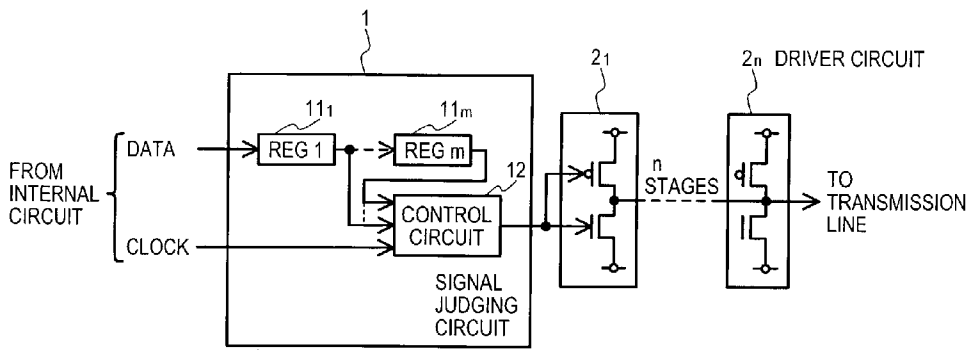 1
2₁
2n DRIVER CIRCUIT
11₁
11m
DATA
REG 1
REG m
n
STAGES
FROM
INTERNAL
CIRCUIT
12
CONTROL
CIRCUIT
TO
TRANSMISSION
LINE
CLOCK
SIGNAL
JUDGING
CIRCUIT